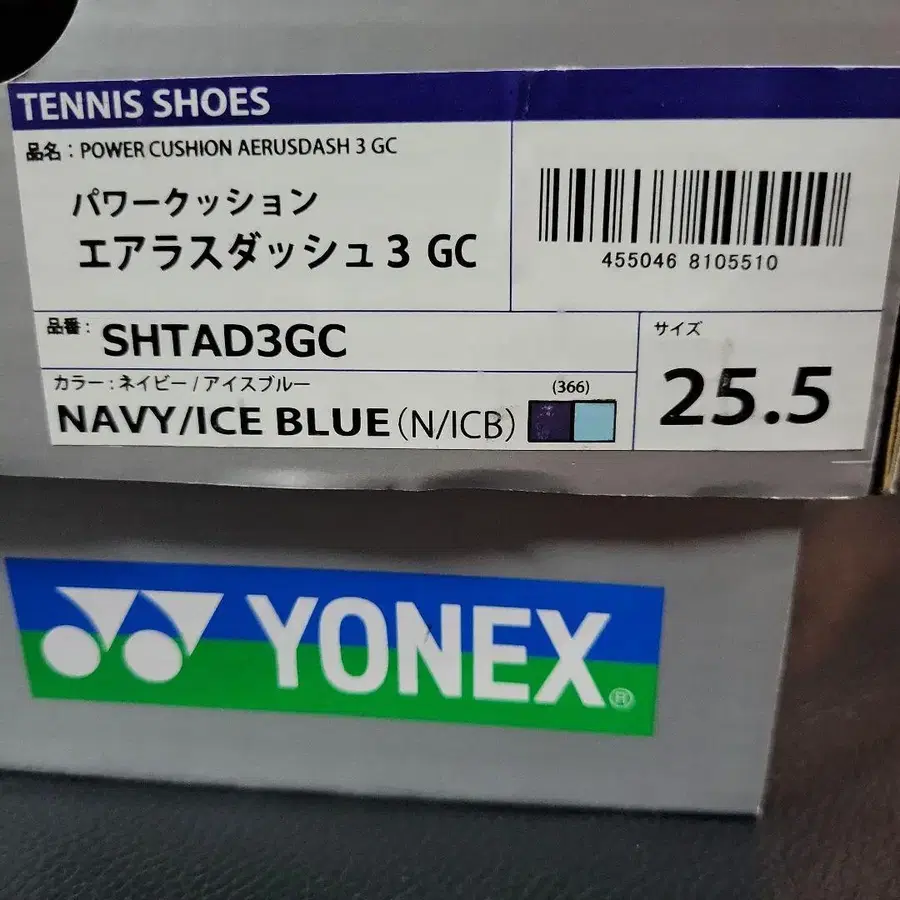 TENNIS SHOES
品名：POWER CUSHION AERUSDASH 3 GC
パワークッション
エアラスダッシュ3 GC
455046 8105510
品番：
SHTAD3GC
サイズ
25.5
カラー：ネイビー / アイスブルー
(366)
NAVY/ICE BLUE (N/ICB)
YONEX®